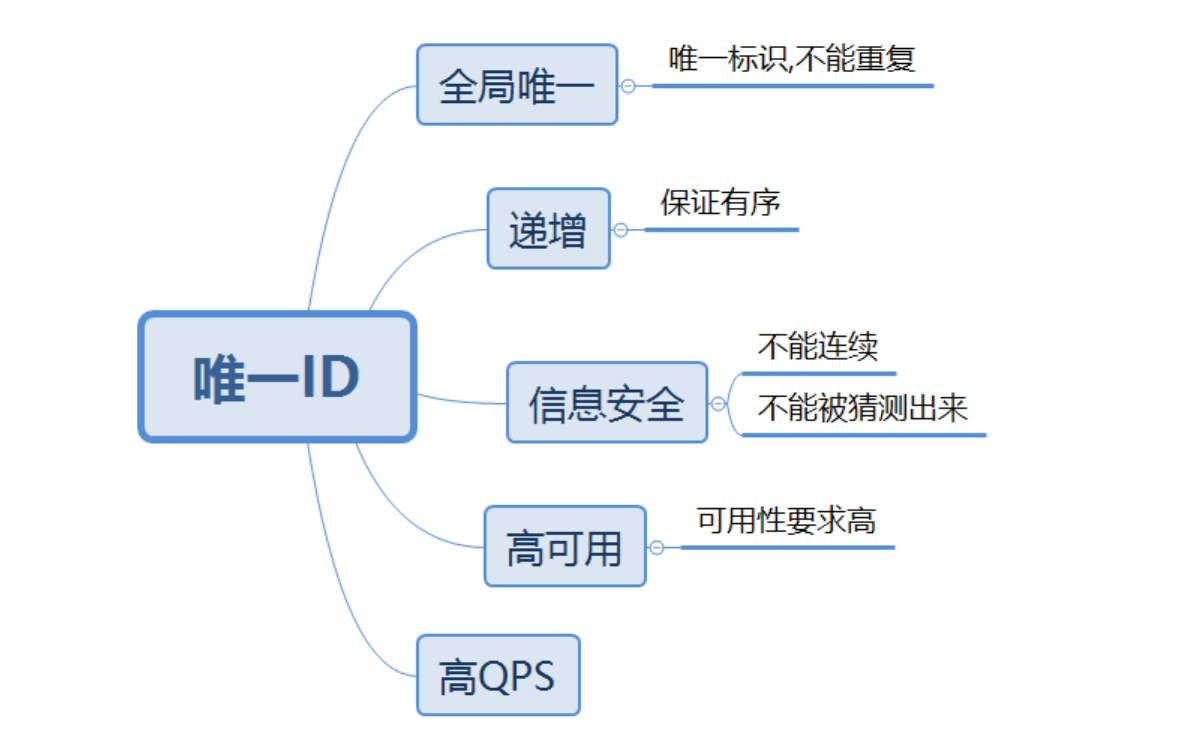 全局唯一
唯一标识,不能重复
递增
保证有序
唯一ID
信息安全
不能连续
不能被猜测出来
高可用
可用性要求高
高QPS